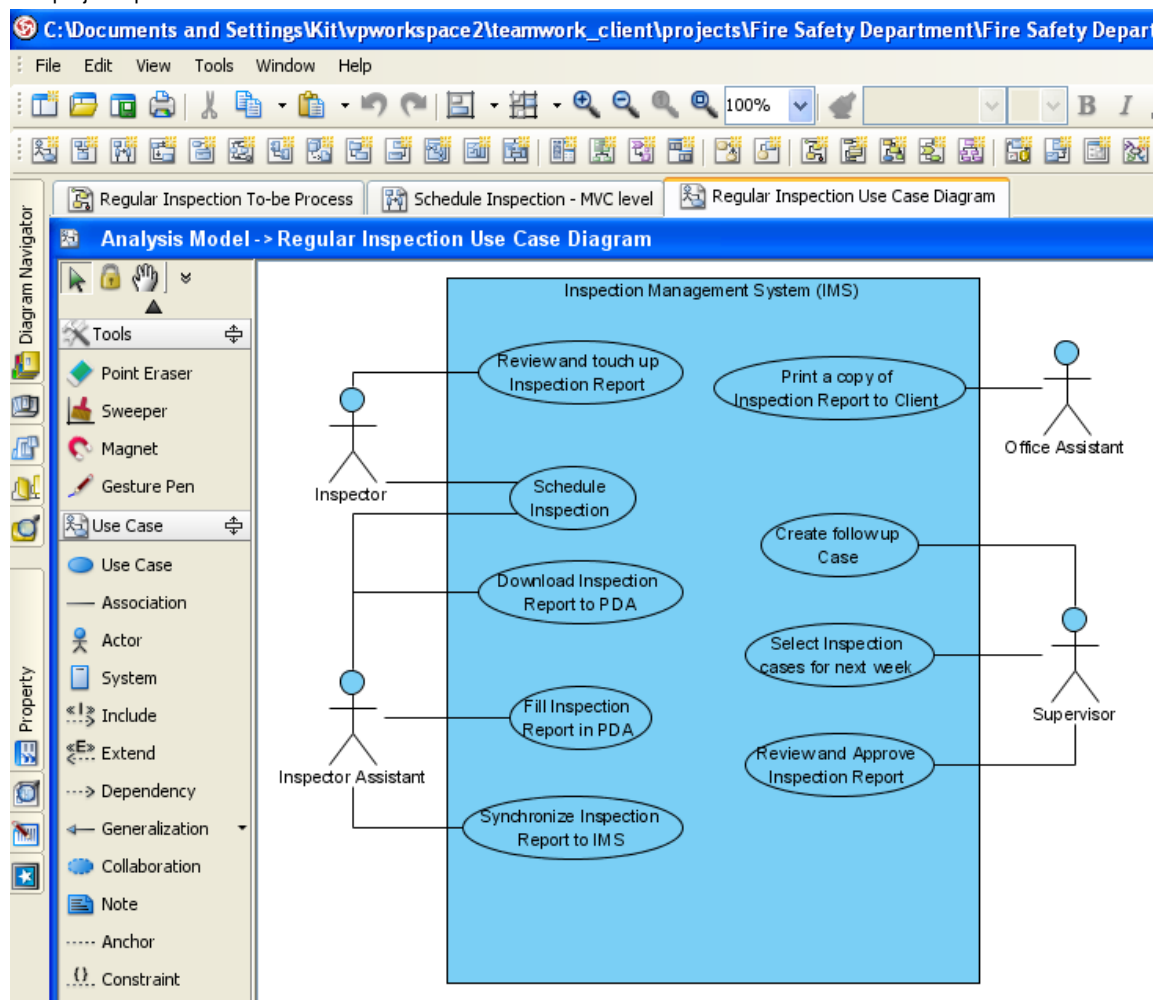 C:\Documents and Settings\Kit\vpworkspace2\teamwork_client\projects\Fire Safety Department\Fire Safety Depart
File Edit View Tools Window Help
100%
B I
Regular Inspection To-be Process
Schedule Inspection - MVC level
Regular Inspection Use Case Diagram
Diagram Navigator
Property
Analysis Model -> Regular Inspection Use Case Diagram
Tools
Point Eraser
Sweeper
Magnet
Gesture Pen
Use Case
Use Case
Association
Actor
System
«I»
Include
«E»
Extend
Dependency
Generalization
Collaboration
Note
Anchor
{}
Constraint
Inspection Management System (IMS)
Review and touch up
Inspection Report
Print a copy of
Inspection Report to Client
Office Assistant
Inspector
Schedule
Inspection
Create followup
Case
Download Inspection
Report to PDA
Select Inspection
cases for next week
Supervisor
Fill Inspection
Report in PDA
Review and Approve
Inspection Report
Inspector Assistant
Synchronize Inspection
Report to IMS